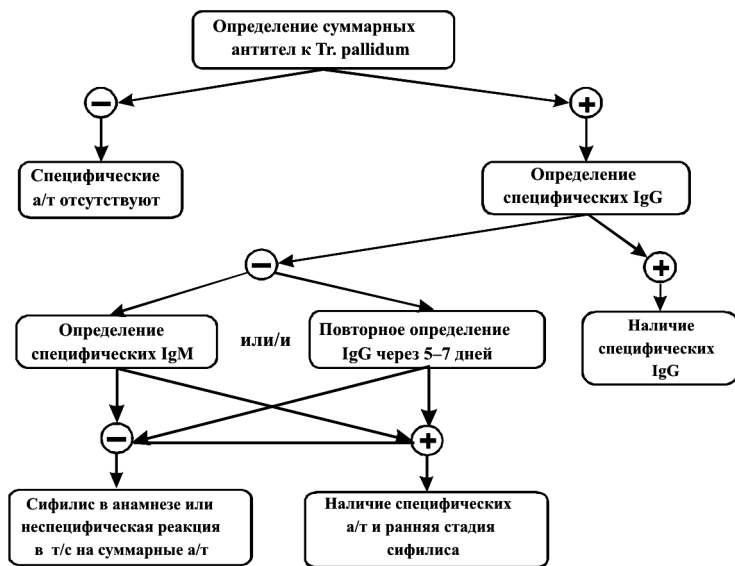 Определение суммарных
антител к Tr. pallidum
−
+
Специфические
а/т отсутствуют
Определение
специфических IgG
−
+
Определение
специфических IgM
или/и
Повторное определение
IgG через 5–7 дней
Наличие
специфических
IgG
−
+
Сифилис в анамнезе или
неспецифическая реакция
в т/с на суммарные а/т
Наличие специфических
а/т и ранняя стадия
сифилиса